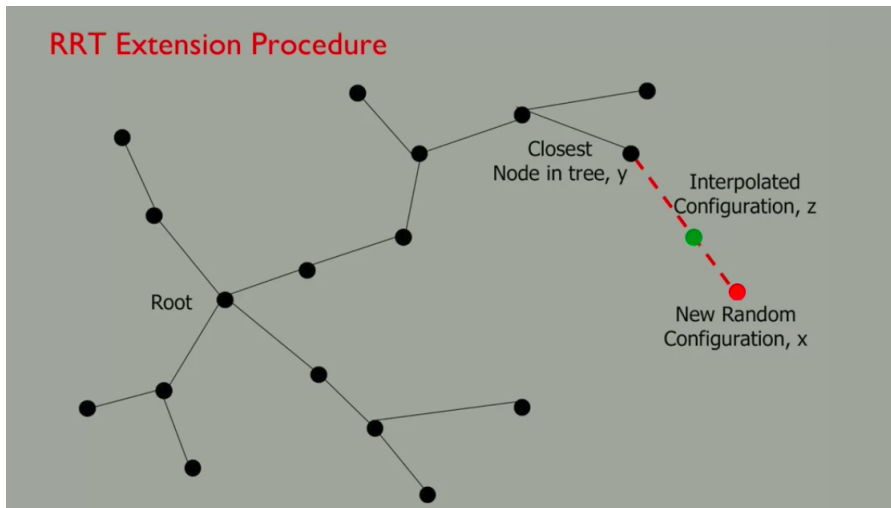 RRT Extension Procedure
Closest
Node in tree, y
Interpolated
Configuration, z
Root
New Random
Configuration, x